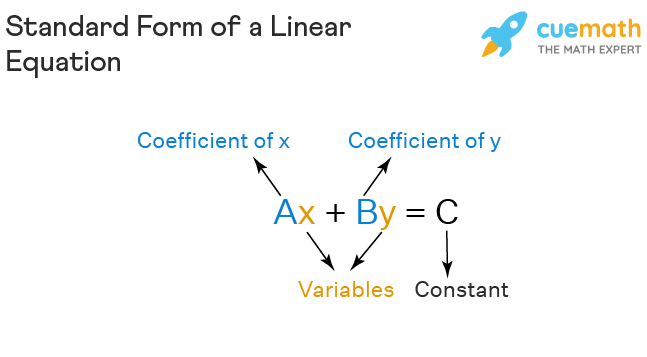 Standard Form of a Linear
Equation
cuemath
THE MATH EXPERT
Coefficient of x
Coefficient of y
Ax + By = C
Variables
Constant